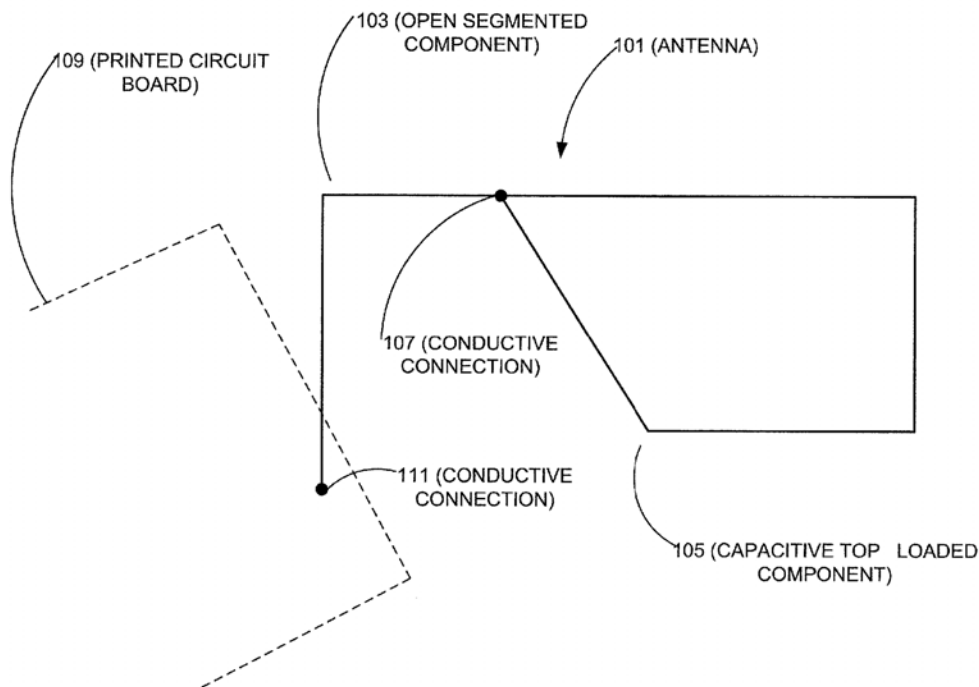 103 (OPEN SEGMENTED
COMPONENT)
109 (PRINTED CIRCUIT
BOARD)
101 (ANTENNA)
107 (CONDUCTIVE
CONNECTION)
111 (CONDUCTIVE
CONNECTION)
105 (CAPACITIVE TOP LOADED
COMPONENT)